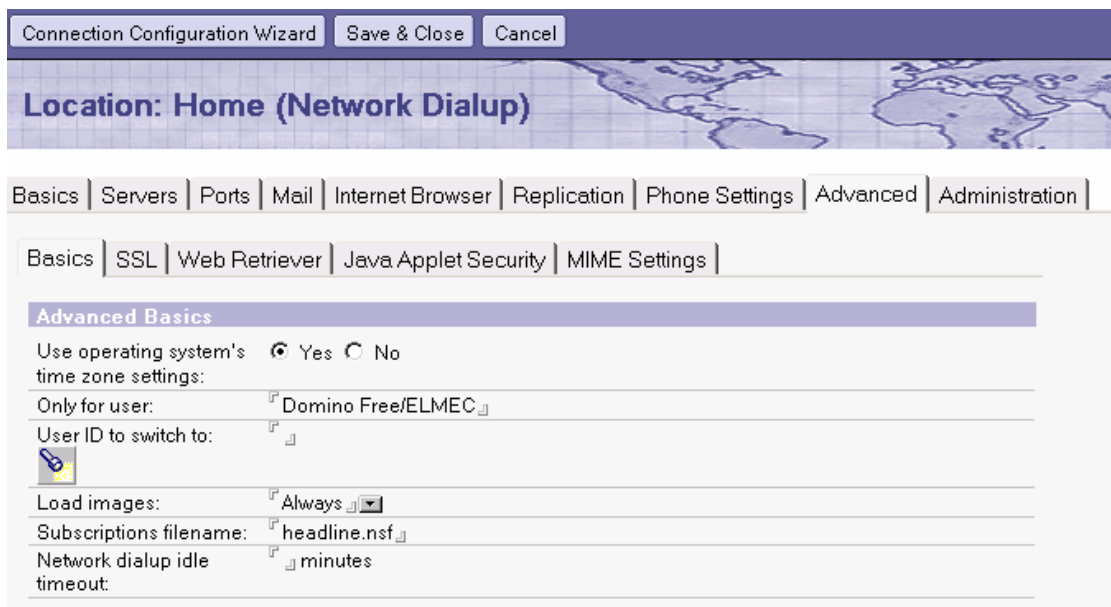 Connection Configuration Wizard Save & Close Cancel
Location: Home (Network Dialup)
Basics Servers Ports Mail Internet Browser Replication Phone Settings Advanced Administration
Basics SSL Web Retriever Java Applet Security MIME Settings
Advanced Basics
Use operating system's Yes No
time zone settings:
Only for user: Domino Free/ELMEC
User ID to switch to:
Load images: Always
Subscriptions filename: headline.nsf
Network dialup idle minutes
timeout: